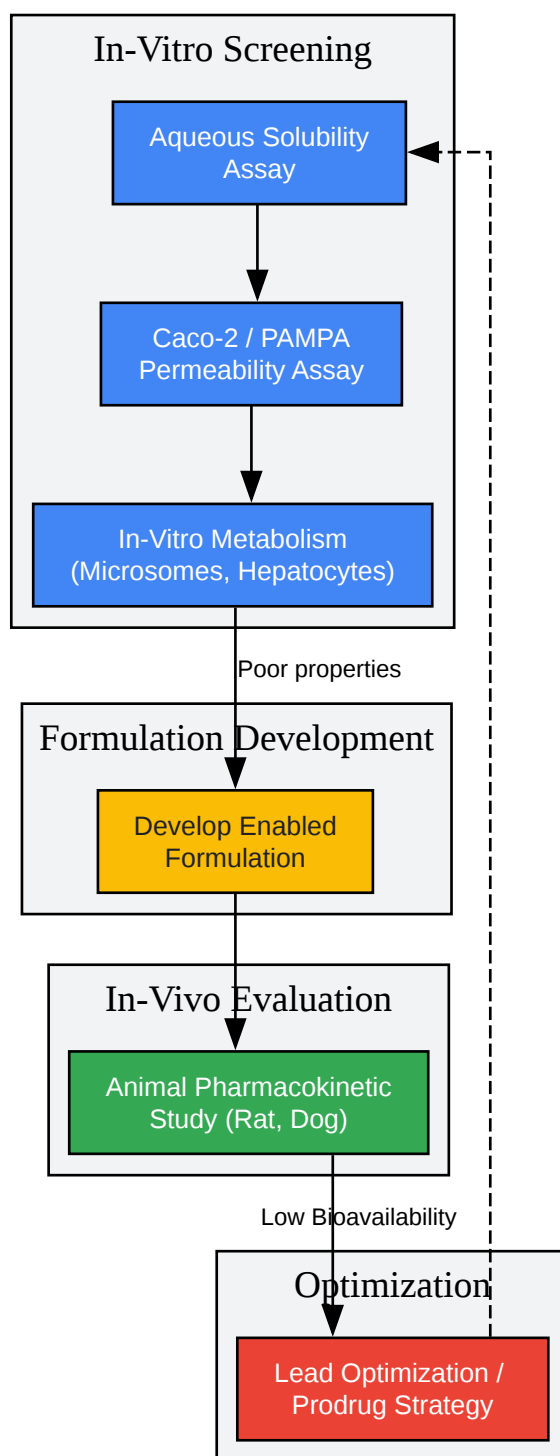 In-Vitro Screening
Aqueous Solubility
Assay
Caco-2 / PAMPA
Permeability Assay
In-Vitro Metabolism
(Microsomes, Hepatocytes)
Poor properties
Formulation Development
Develop Enabled
Formulation
In-Vivo Evaluation
Animal Pharmacokinetic
Study (Rat, Dog)
Low Bioavailability
Optimization
Lead Optimization /
Prodrug Strategy